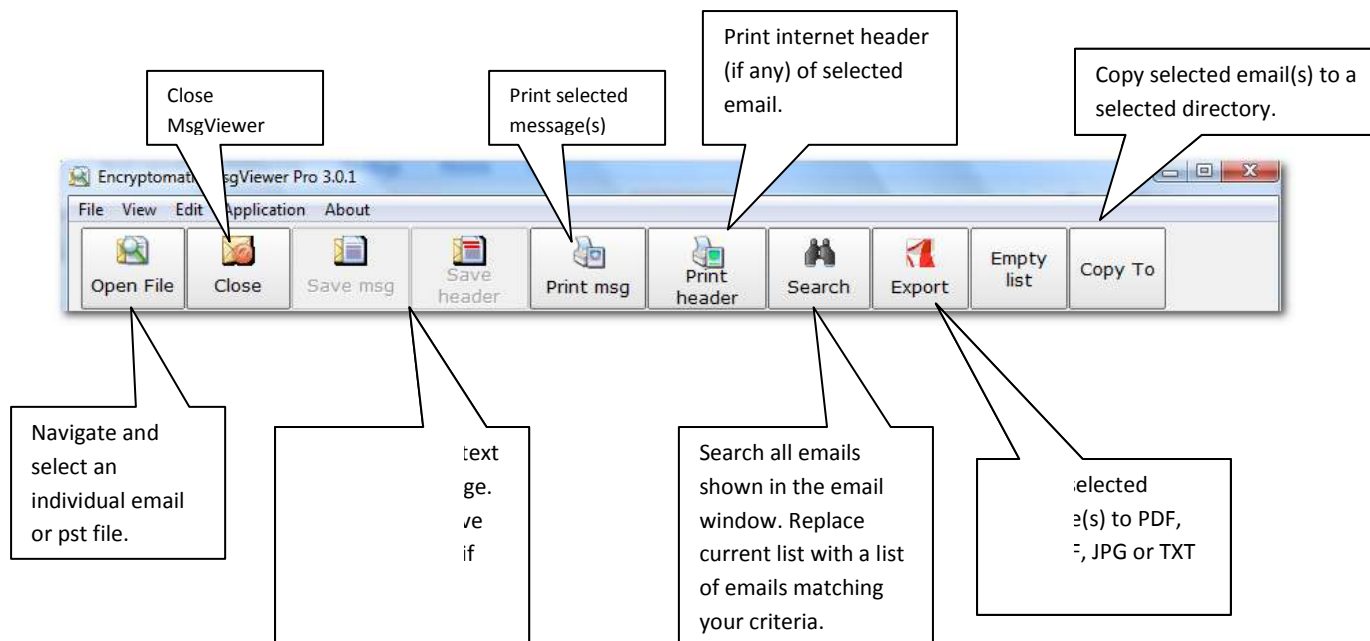 Print internet header
(if any) of selected
email.
Copy selected email(s) to a
selected directory.
Close
MsgViewer
Print selected
message(s)
Encryptomati sgViewer Pro 3.0.1
File View Edit Application About
Open File
Close
Save msg
Save
header
Print msg
Print
header
Search
Export
Empty
list
Copy To
Navigate and
select an
individual email
or pst file.
text
ge.
ve
if
Search all emails
shown in the email
window. Replace
current list with a list
of emails matching
your criteria.
selected
e(s) to PDF,
F, JPG or TXT